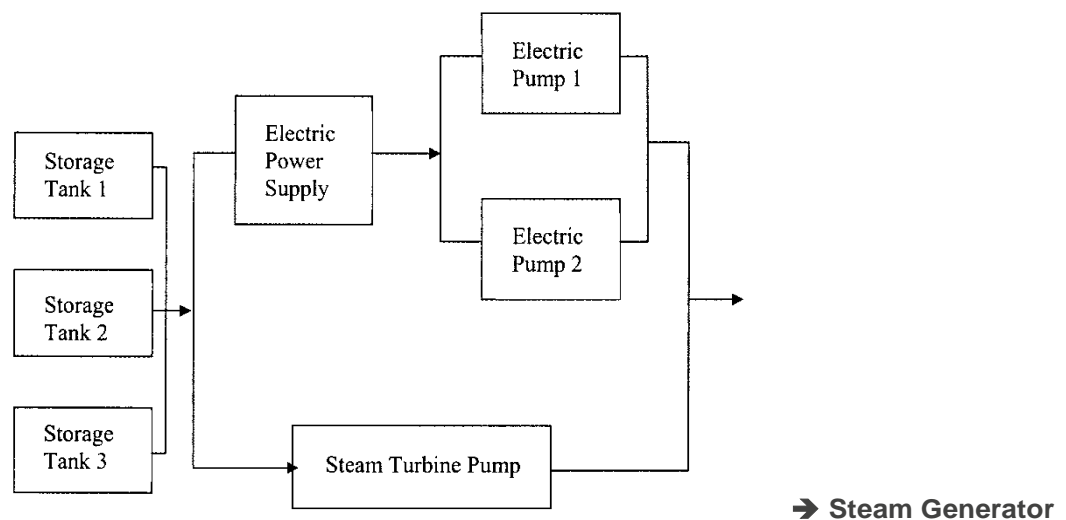 Electric
Pump 1
Electric
Power
Supply
Storage
Tank 1
Electric
Pump 2
Storage
Tank 2
Storage
Tank 3
Steam Turbine Pump
➔ Steam Generator